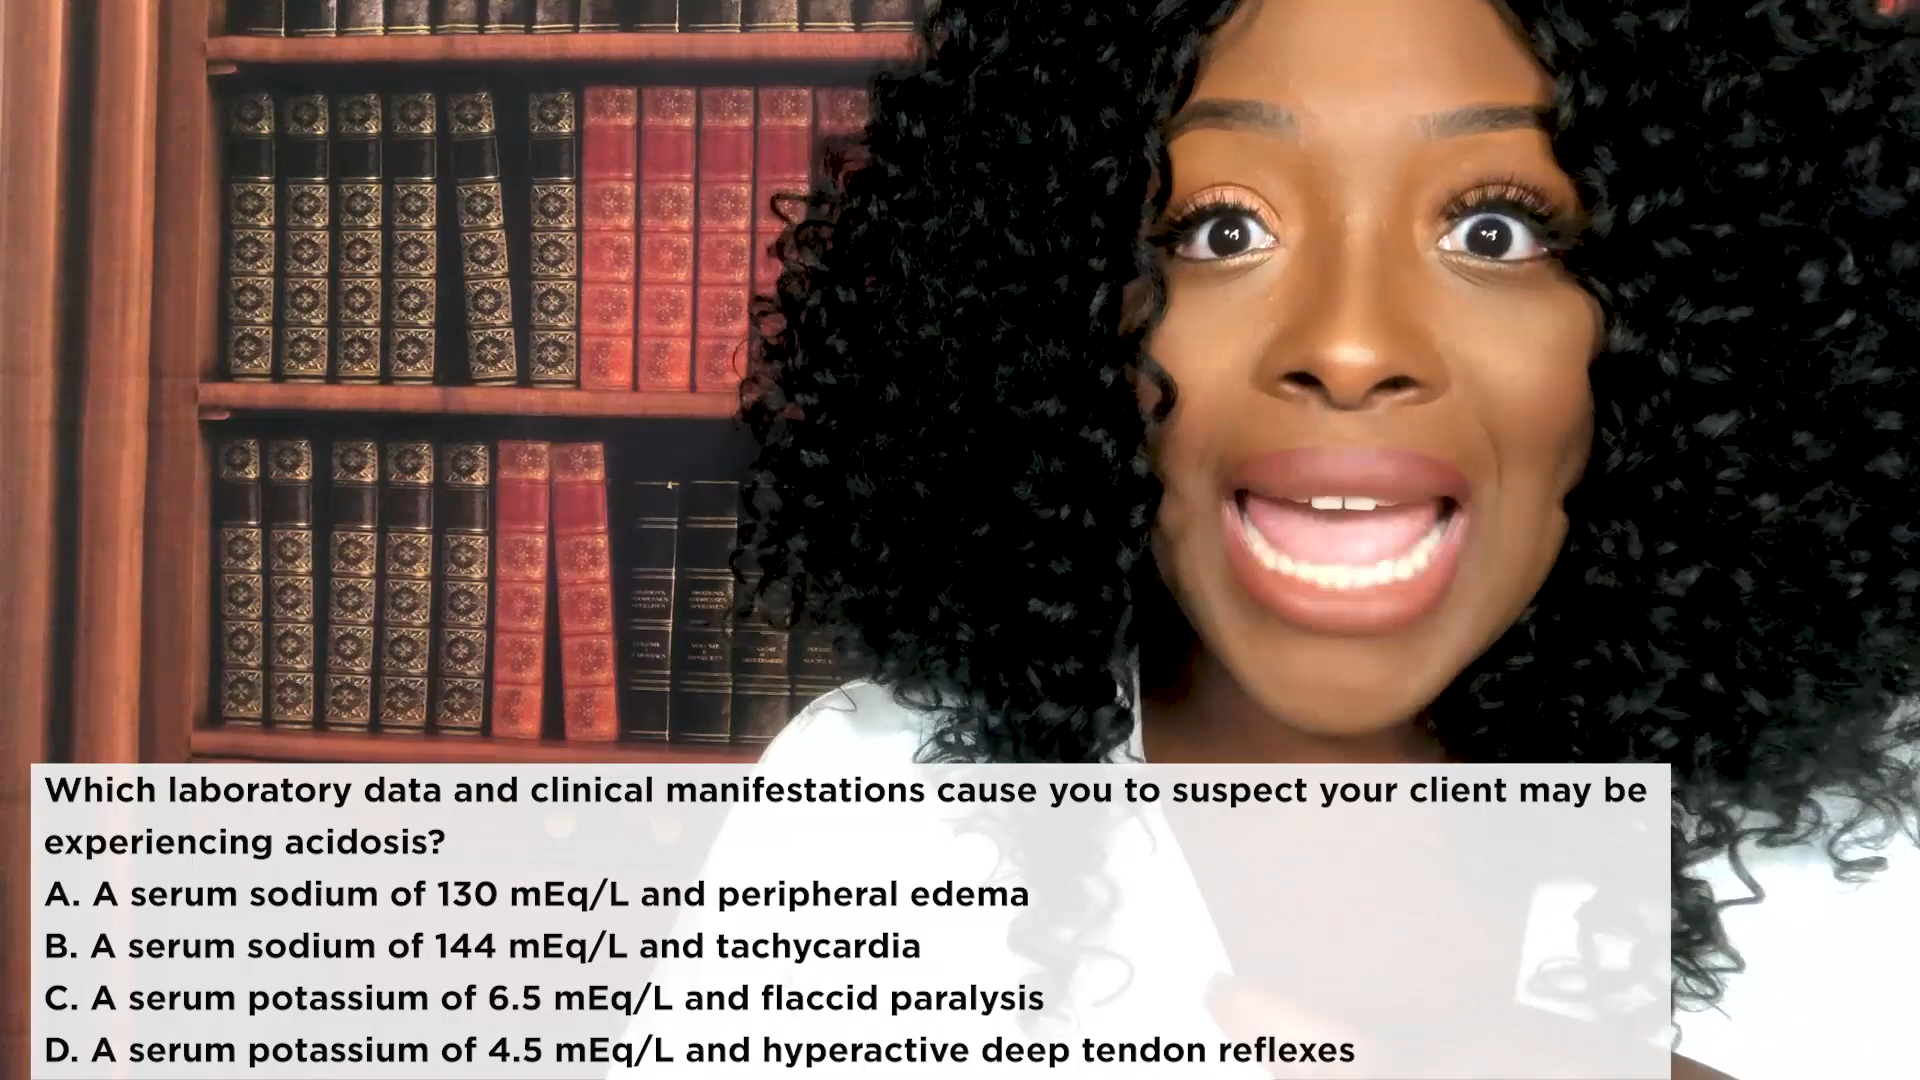 Which laboratory data and clinical manifestations cause you to suspect your client may be
experiencing acidosis?
A. A serum sodium of 130 mEq/L and peripheral edema
B. A serum sodium of 144 mEq/L and tachycardia
C. A serum potassium of 6.5 mEq/L and flaccid paralysis
D. A serum potassium of 4.5 mEq/L and hyperactive deep tendon reflexes